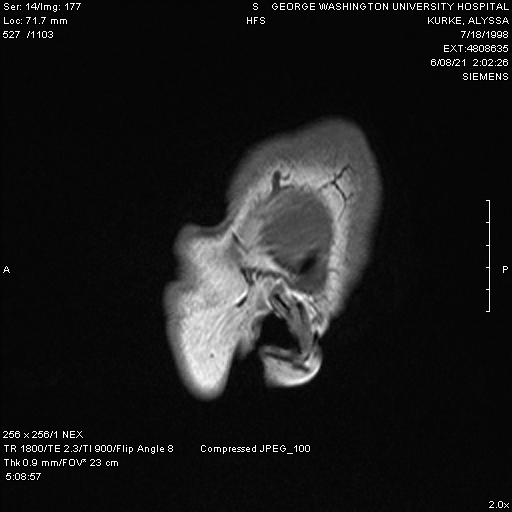 Ser: 14/Img: 177
Loc: 71.7 mm
527 /1103
S GEORGE WASHINGTON UNIVERSITY HOSPITAL
HFS KURKE, ALYSSA
7/18/1998
EXT:4808635
6/08/21 2:02:26
SIEMENS
A
P
256 x 256/1 NEX
TR 1800/TE 2.3/TI 900/Flip Angle 8 Compressed JPEG_100
Thk 0.9 mm/FOV* 23 cm
5:08:57
2.0x